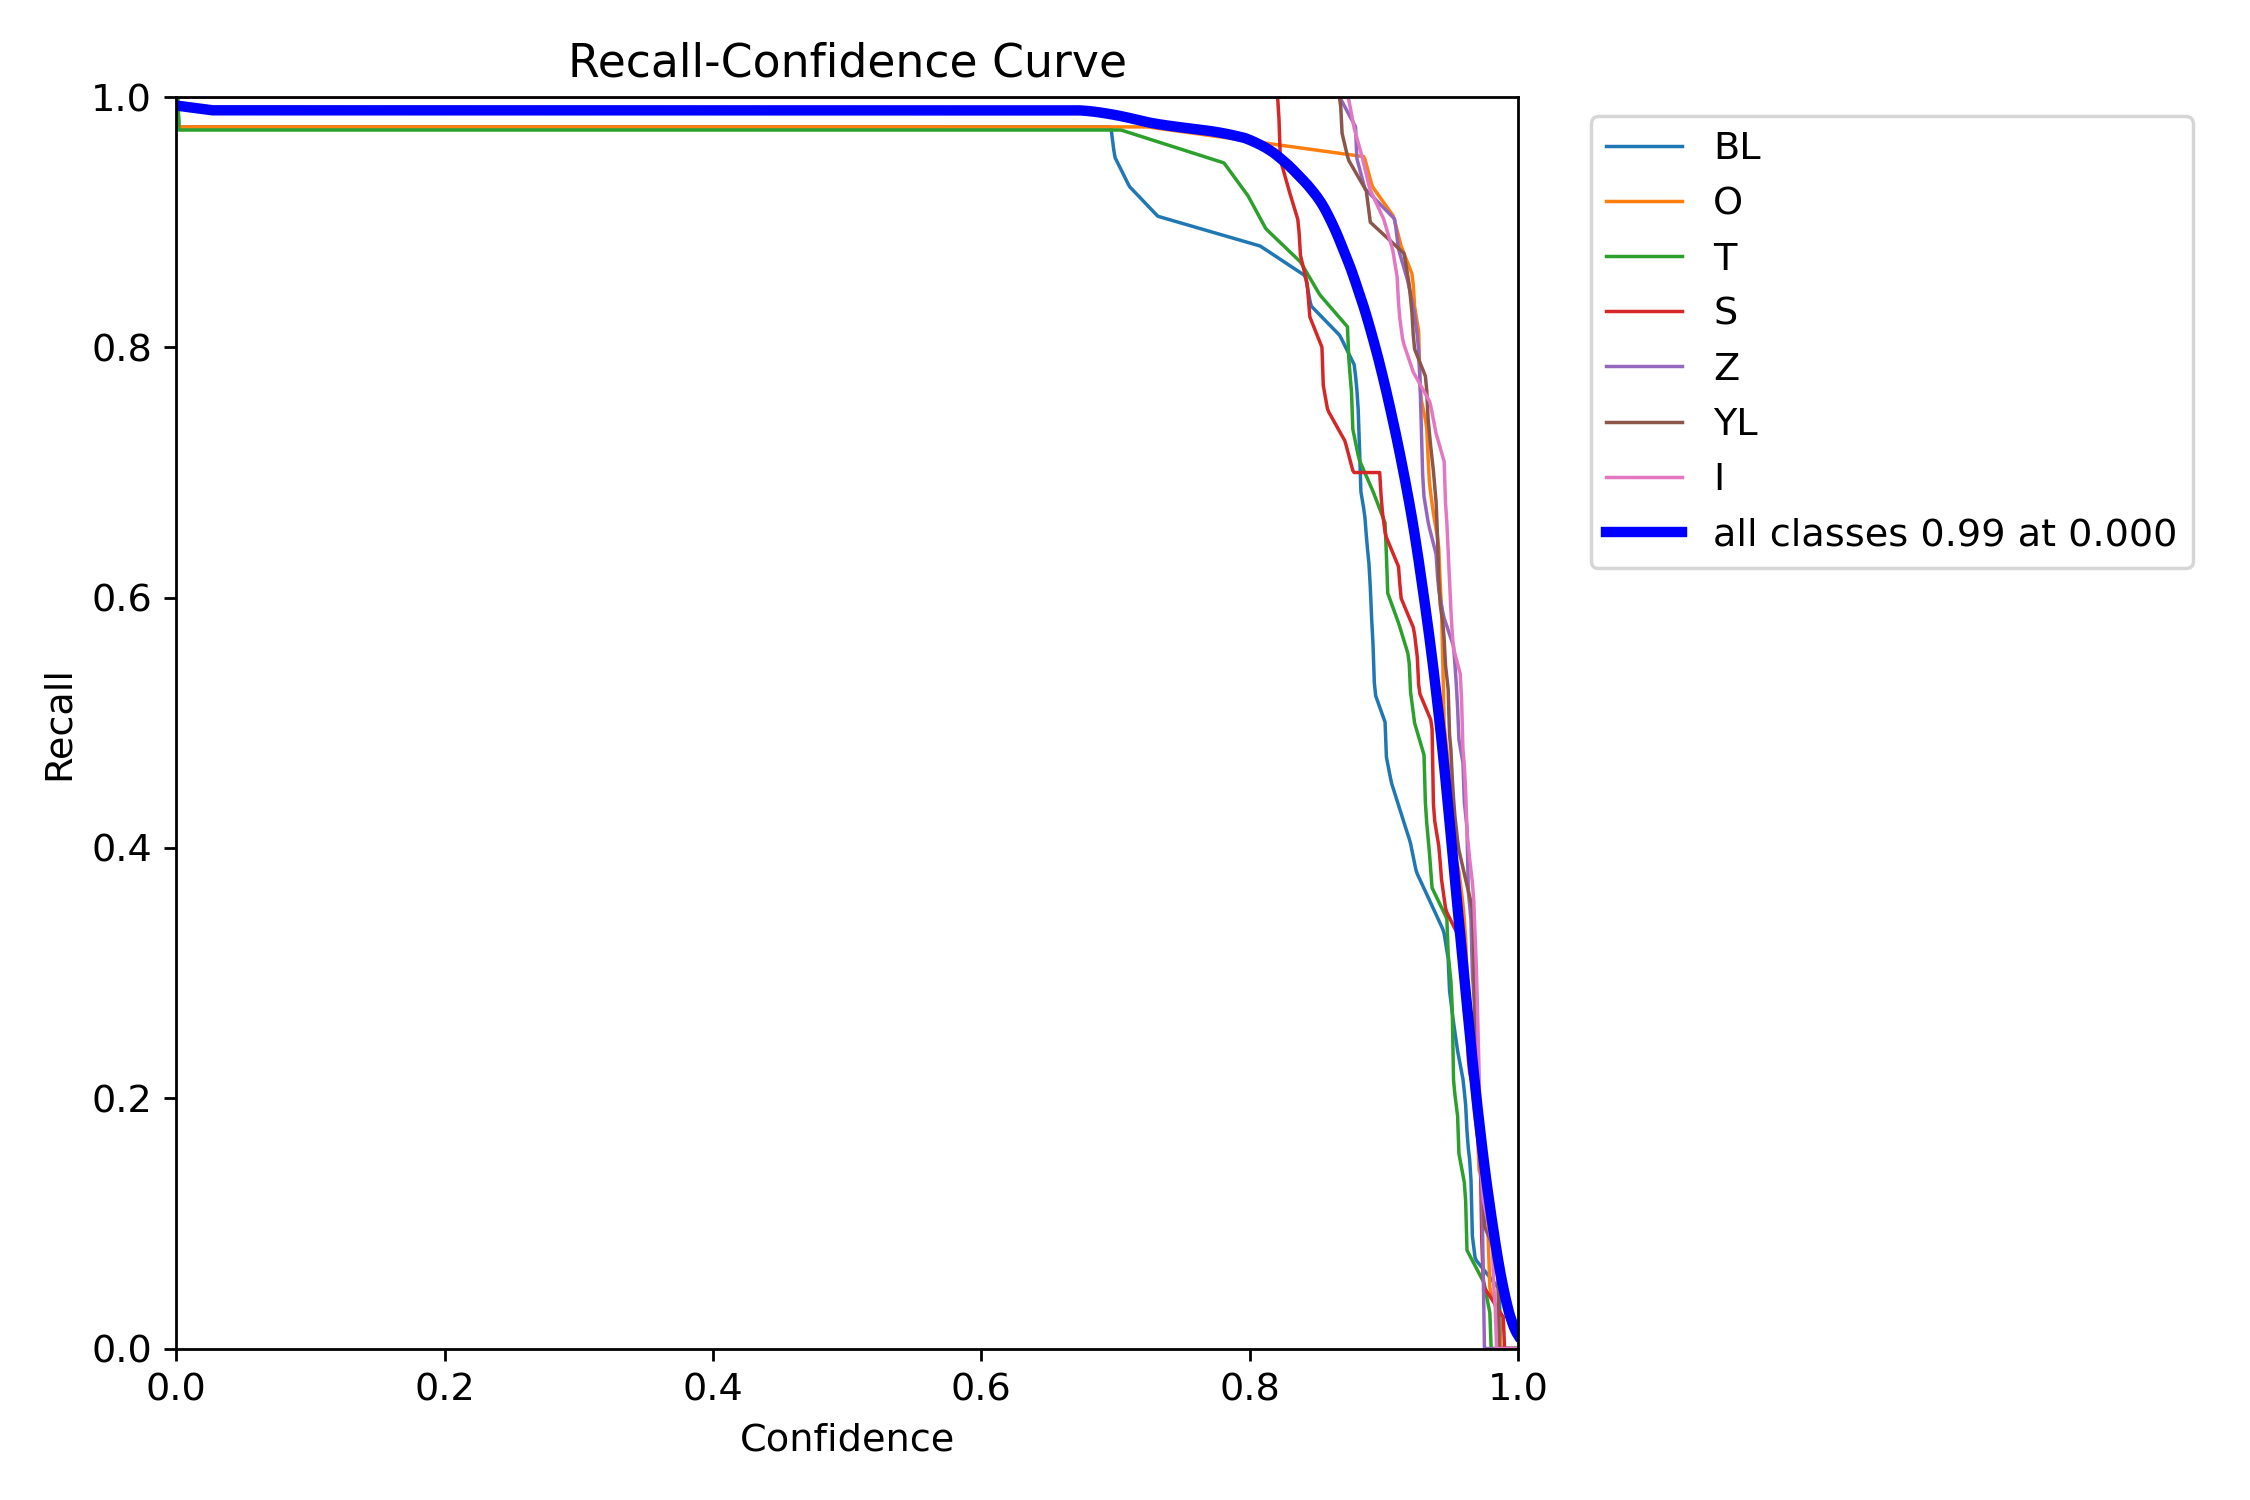 Recall-Confidence Curve
1.0
0.8
0.6
0.4
0.2
0.0
Recall
0.0 0.2 0.4 0.6 0.8 1.0
Confidence
BL
O
T
S
Z
YL
I
all classes 0.99 at 0.000